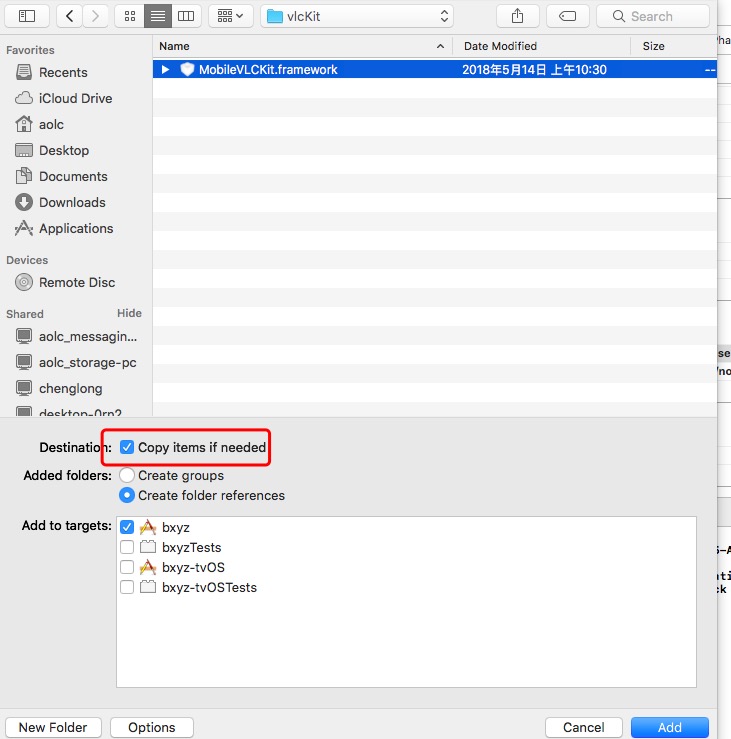 vlcKit
Search
Favorites
Recents
iCloud Drive
aolc
Desktop
Documents
Downloads
Applications
Devices
Remote Disc
Shared Hide
aolc_messagin...
aolc_storage-pc
chenglong
desktop-0rn2
Name Date Modified Size
MobileVLCKit.framework 2018年5月14日 上午10:30 --
Destination: Copy items if needed
Added folders: Create groups
Create folder references
Add to targets: bxyz
bxyzTests
bxyz-tvOS
bxyz-tvOSTests
New Folder Options Cancel Add